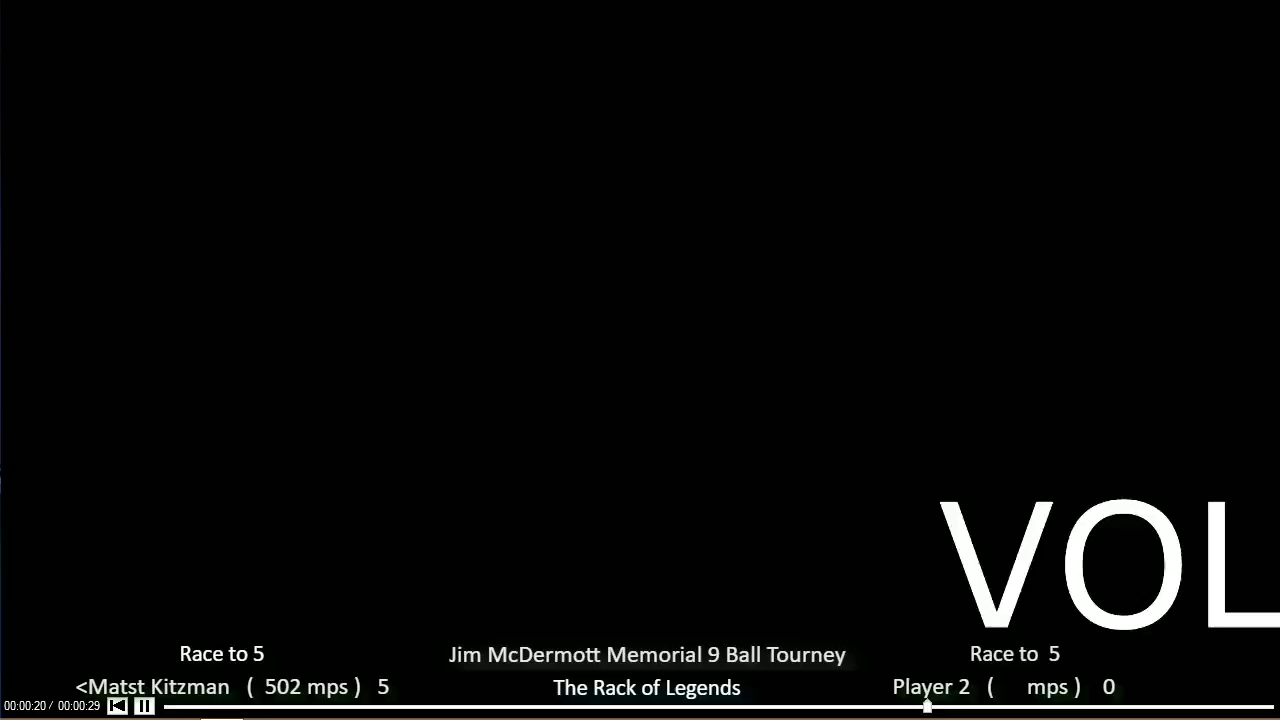 VOL
Race to 5
Jim McDermott Memorial 9 Ball Tourney
Race to 5
<Matst Kitzman ( 502 mps ) 5
The Rack of Legends
Player 2 ( mps ) 0
00:00:20 / 00:00:29